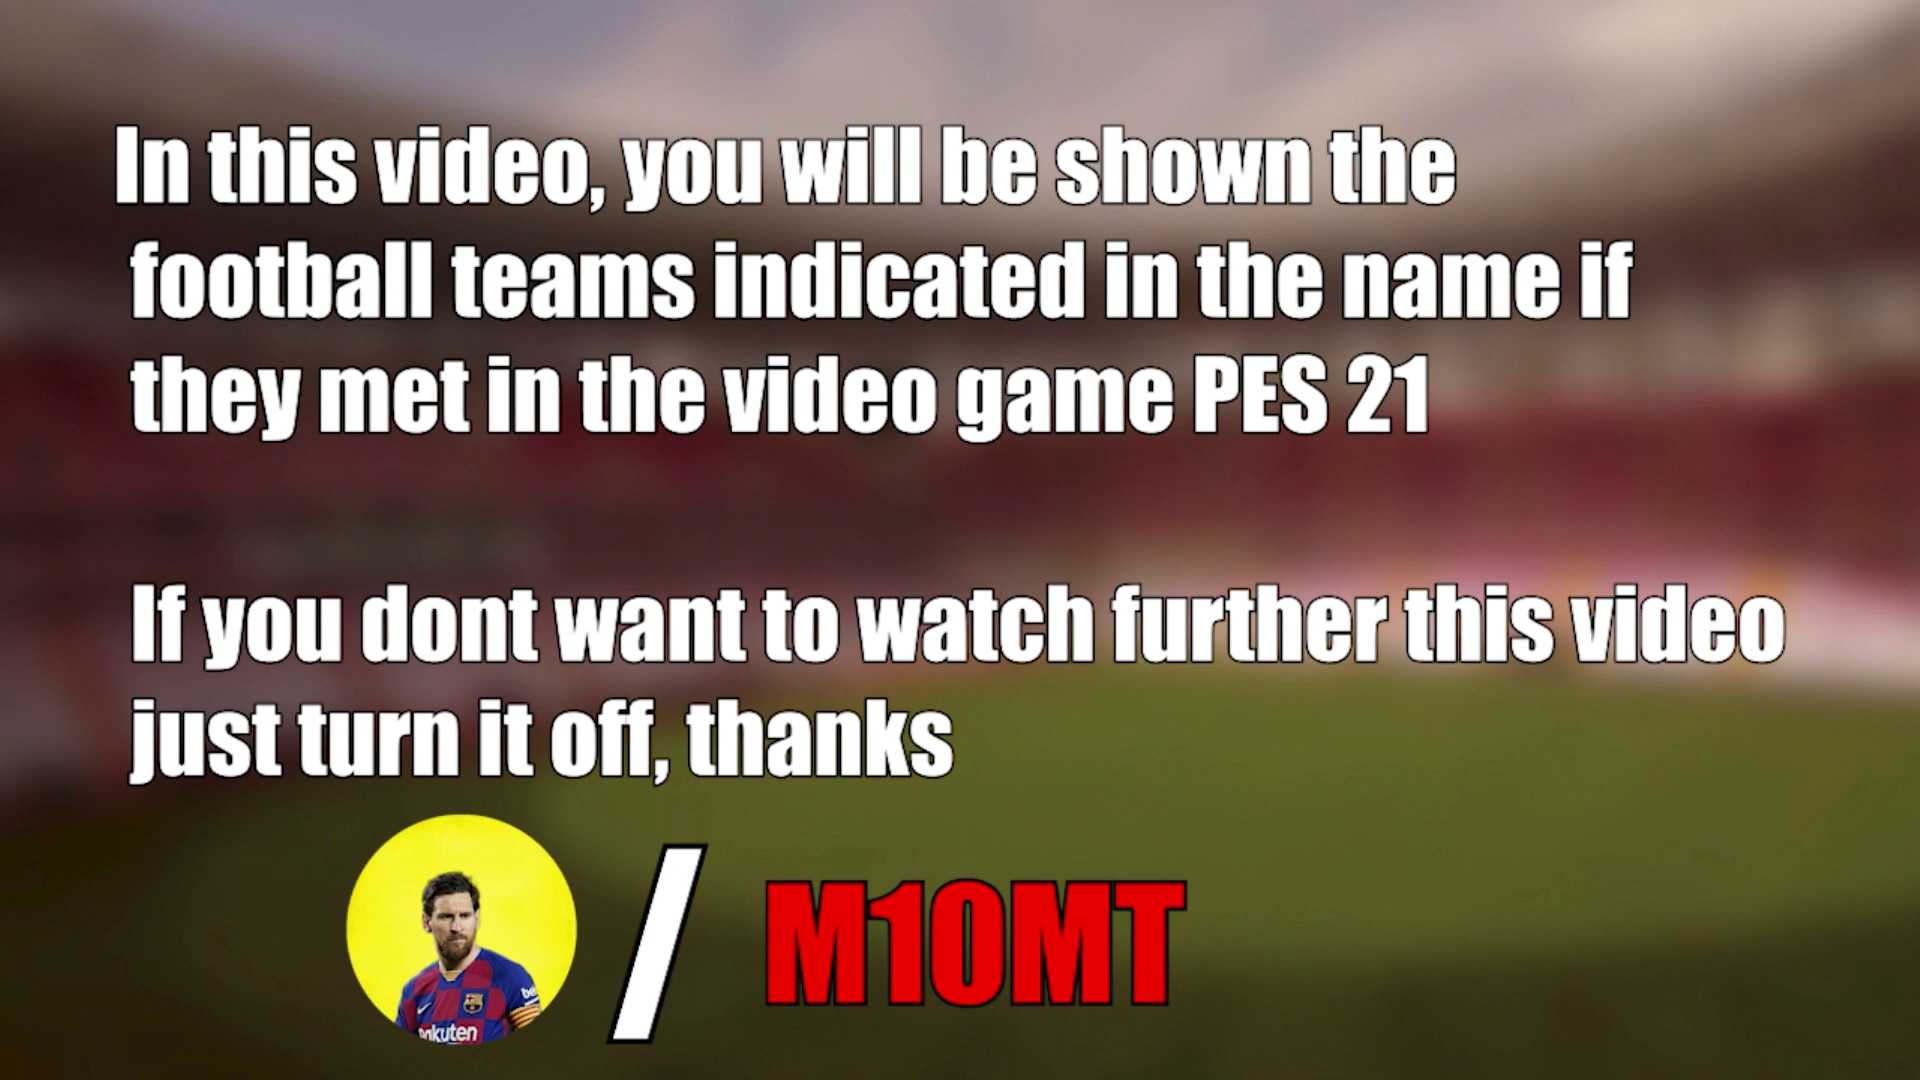 In this video, you will be shown the
football teams indicated in the name if
they met in the video game PES 21
If you dont want to watch further this video
just turn it off, thanks
/ M10MT